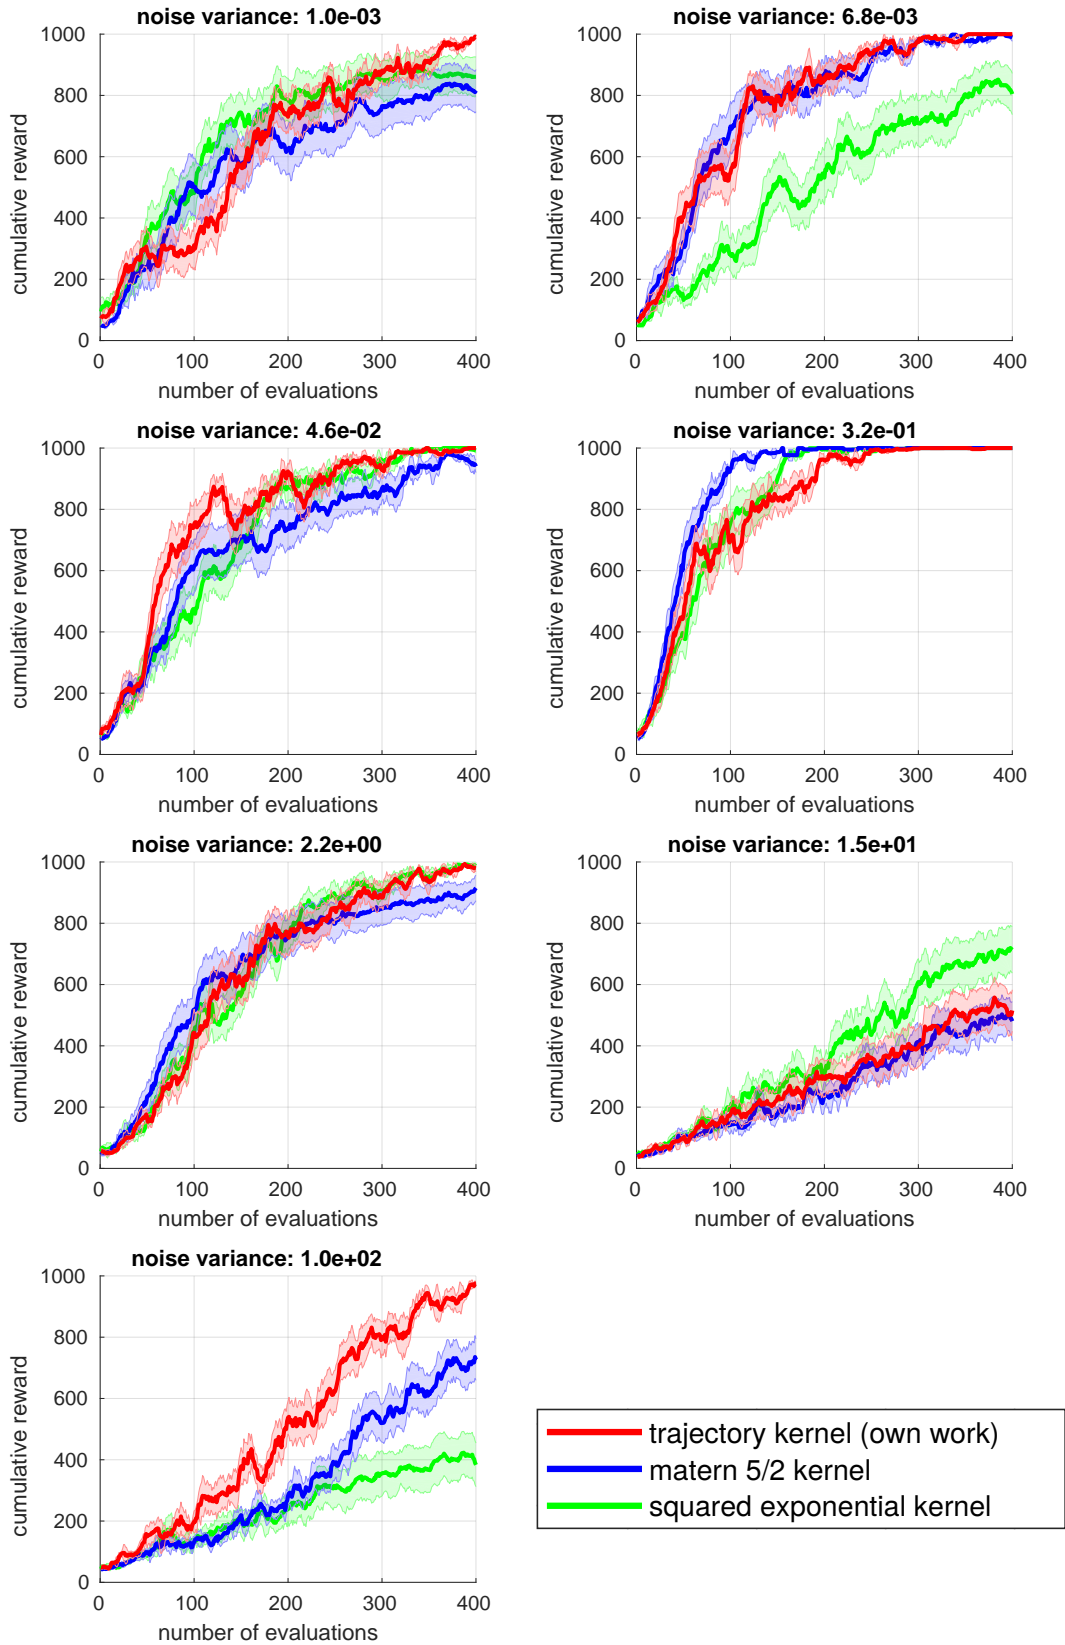 noise variance: 1.0e-03
1000
800
600
400
200
0
cumulative reward
0 100 200 300 400
number of evaluations
noise variance: 6.8e-03
1000
800
600
400
200
0
cumulative reward
0 100 200 300 400
number of evaluations
noise variance: 4.6e-02
1000
800
600
400
200
0
cumulative reward
0 100 200 300 400
number of evaluations
noise variance: 3.2e-01
1000
800
600
400
200
0
cumulative reward
0 100 200 300 400
number of evaluations
noise variance: 2.2e+00
1000
800
600
400
200
0
cumulative reward
0 100 200 300 400
number of evaluations
noise variance: 1.5e+01
1000
800
600
400
200
0
cumulative reward
0 100 200 300 400
number of evaluations
noise variance: 1.0e+02
1000
800
600
400
200
0
cumulative reward
0 100 200 300 400
number of evaluations
trajectory kernel (own work)
matern 5/2 kernel
squared exponential kernel